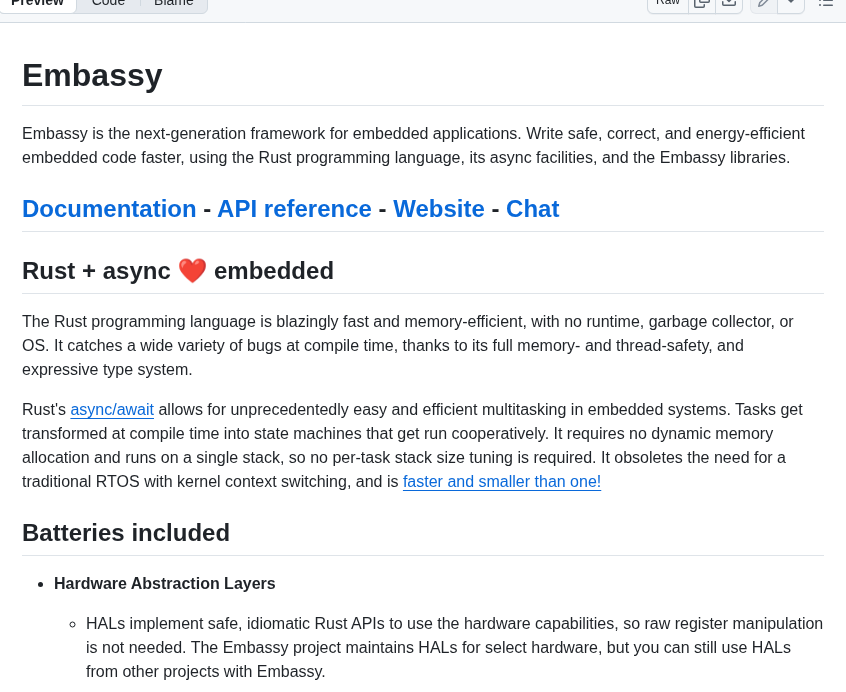 Preview Code Blame Raw
Embassy
Embassy is the next-generation framework for embedded applications. Write safe, correct, and energy-efficient
embedded code faster, using the Rust programming language, its async facilities, and the Embassy libraries.
Documentation - API reference - Website - Chat
Rust + async ❤️ embedded
The Rust programming language is blazingly fast and memory-efficient, with no runtime, garbage collector, or
OS. It catches a wide variety of bugs at compile time, thanks to its full memory- and thread-safety, and
expressive type system.
Rust's async/await allows for unprecedentedly easy and efficient multitasking in embedded systems. Tasks get
transformed at compile time into state machines that get run cooperatively. It requires no dynamic memory
allocation and runs on a single stack, so no per-task stack size tuning is required. It obsoletes the need for a
traditional RTOS with kernel context switching, and is faster and smaller than one!
Batteries included
• Hardware Abstraction Layers
◦ HALs implement safe, idiomatic Rust APIs to use the hardware capabilities, so raw register manipulation
is not needed. The Embassy project maintains HALs for select hardware, but you can still use HALs
from other projects with Embassy.